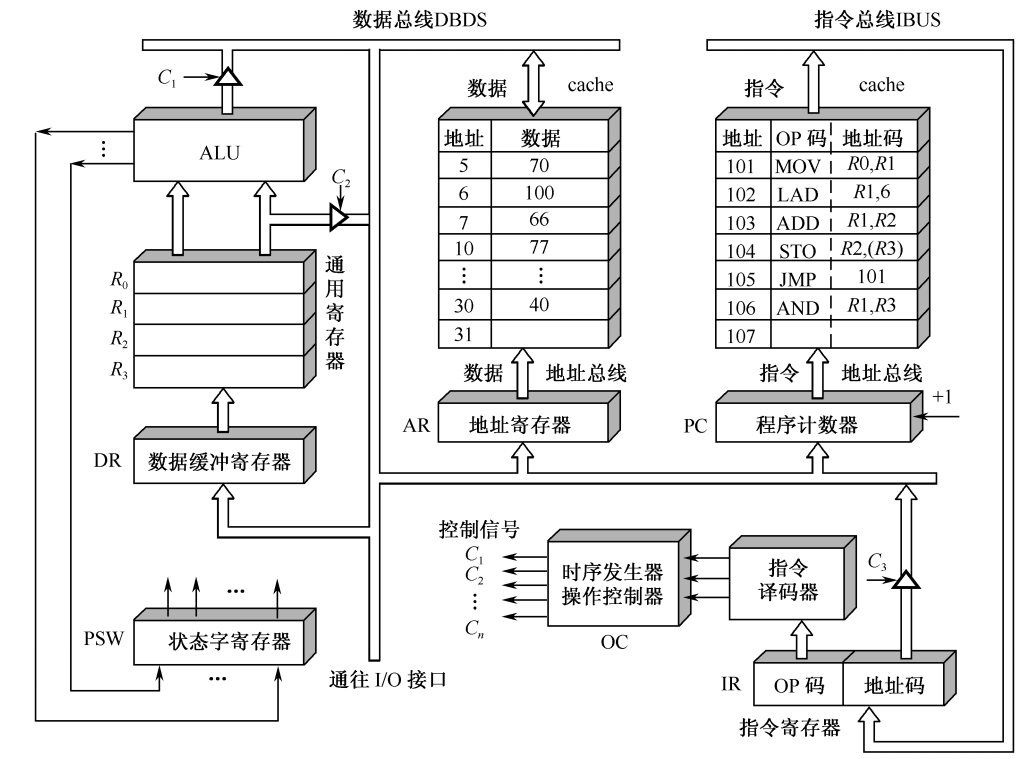 数据总线DBDS
指令总线IBUS
C1
数据
cache
指令
cache
ALU
地址 数据
5 70
6 100
7 66
10 77
⋮ ⋮
30 40
31
地址 OP 码 地址码
101 MOV R0,R1
102 LAD R1,6
103 ADD R1,R2
104 STO R2,(R3)
105 JMP 101
106 AND R1,R3
107
C2
R0
R1
R2
R3
通用寄存器
数据 地址总线
指令 地址总线
AR 地址寄存器
PC 程序计数器
+1
DR 数据缓冲寄存器
控制信号
C1
C2
⋮
Cn
时序发生器
操作控制器
OC
指令
译码器
C3
PSW 状态字寄存器
通往 I/O 接口
IR OP 码 地址码
指令寄存器